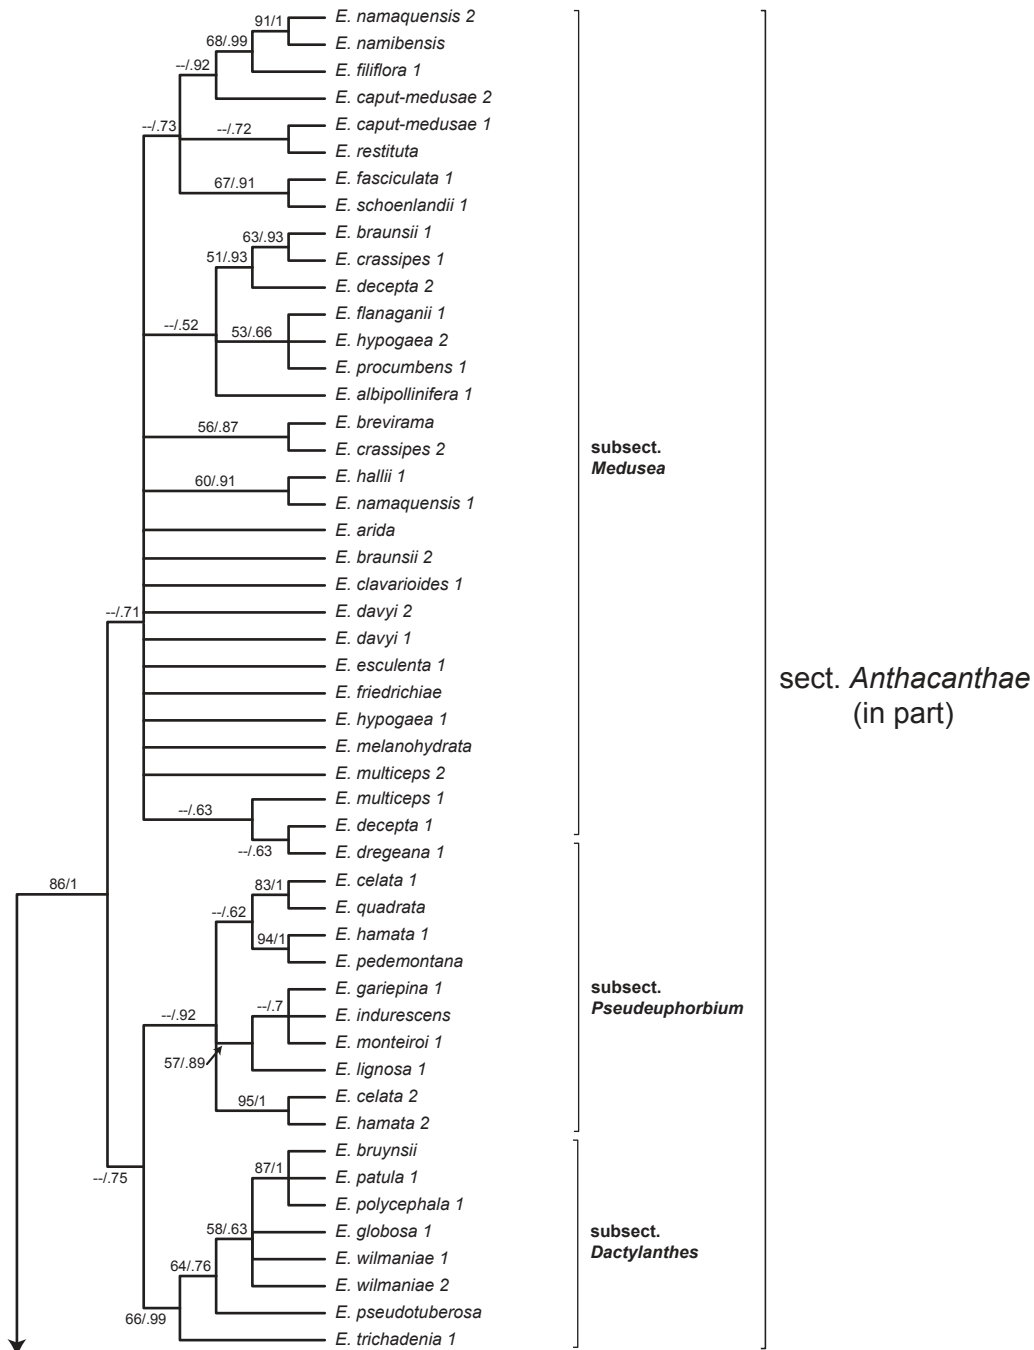 E. namaquensis 2
91/1
E. namibensis
68/.99
E. filiflora 1
--/.92
E. caput-medusae 2
--/.73
E. caput-medusae 1
--/.72
E. restituta
E. fasciculata 1
67/.91
E. schoenlandii 1
E. braunsii 1
63/.93
E. crassipes 1
51/.93
E. decepta 2
E. flanaganii 1
--/.52
53/.66
E. hypogaea 2
E. procumbens 1
E. albipollinifera 1
E. brevirama
56/.87
E. crassipes 2
subsect.
Medusea
E. hallii 1
60/.91
E. namaquensis 1
E. arida
E. braunsii 2
E. clavarioides 1
E. davyi 2
--/.71
E. davyi 1
E. esculenta 1
E. friedrichiae
sect. Anthacanthae
(in part)
E. hypogaea 1
E. melanohydrata
E. multiceps 2
E. multiceps 1
--/.63
E. decepta 1
--/.63
E. dregeana 1
86/1
E. celata 1
83/1
E. quadrata
--/.62
E. hamata 1
94/1
E. pedemontana
E. gariepina 1
--/.7
subsect.
Pseudeuphorbium
E. indurescens
--/.92
E. monteiroi 1
57/.89
E. lignosa 1
E. celata 2
95/1
E. hamata 2
E. bruynsii
87/1
E. patula 1
--/.75
E. polycephala 1
58/.63
E. globosa 1
subsect.
Dactylanthes
E. wilmaniae 1
64/.76
E. wilmaniae 2
E. pseudotuberosa
66/.99
E. trichadenia 1